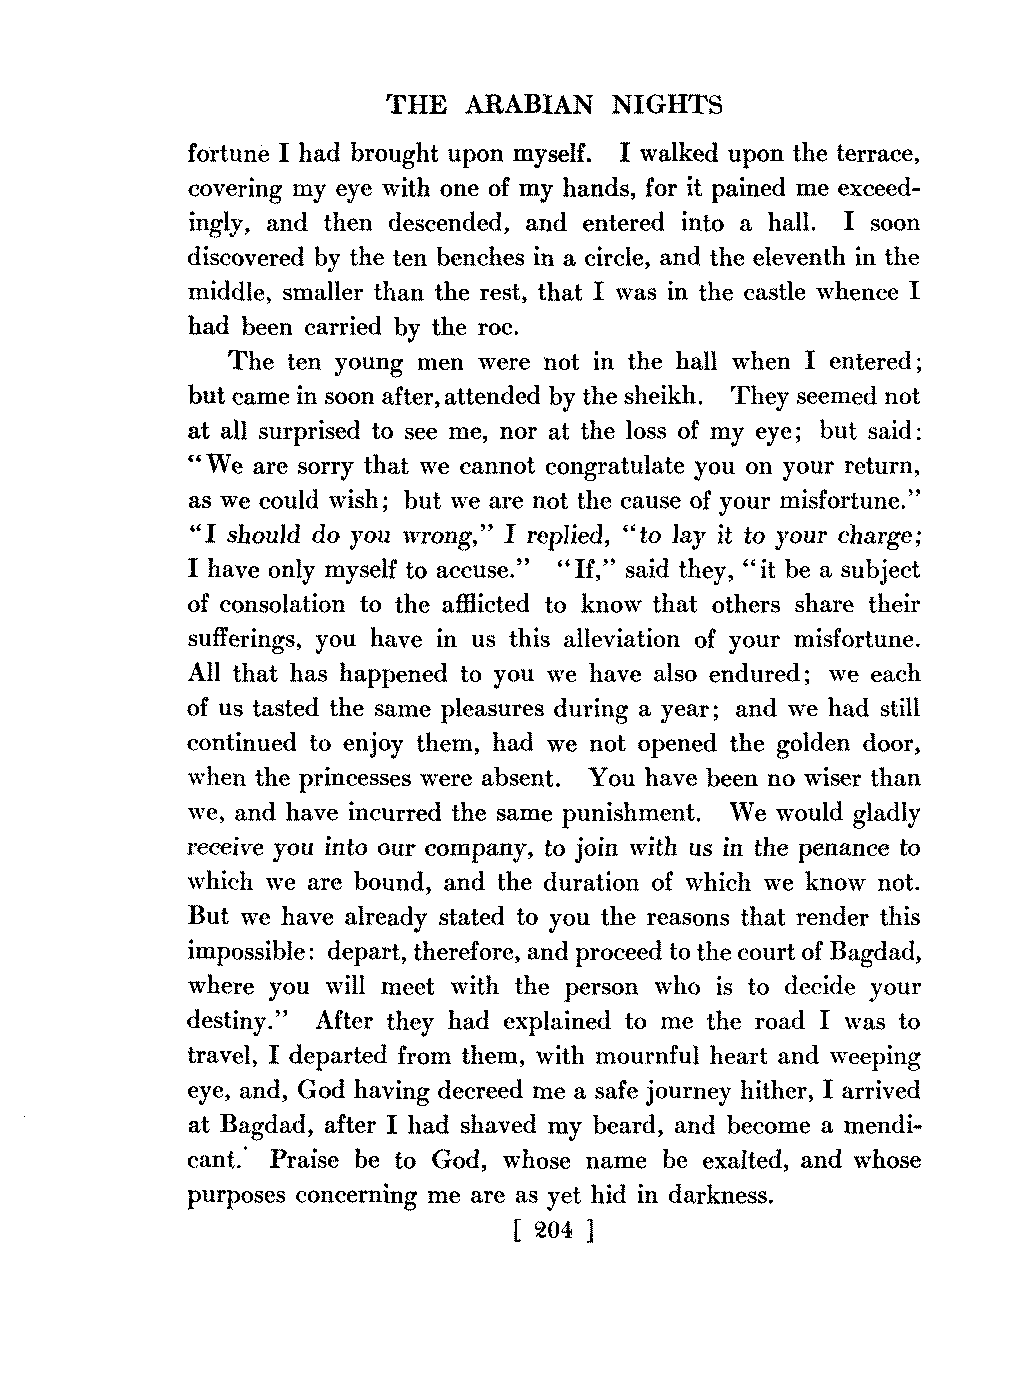 THE ARABIAN NIGHTS
fortune I had brought upon myself. I walked upon the terrace,
covering my eye with one of my hands, for it pained me exceed-
ingly, and then descended, and entered into a hall. I soon
discovered by the ten benches in a circle, and the eleventh in the
middle, smaller than the rest, that I was in the castle whence I
had been carried by the roc.
The ten young men were not in the hall when I entered;
but came in soon after, attended by the sheikh. They seemed not
at all surprised to see me, nor at the loss of my eye; but said:
“We are sorry that we cannot congratulate you on your return,
as we could wish; but we are not the cause of your misfortune.”
“I should do you wrong,” I replied, “to lay it to your charge;
I have only myself to accuse.” “If,” said they, “it be a subject
of consolation to the afflicted to know that others share their
sufferings, you have in us this alleviation of your misfortune.
All that has happened to you we have also endured; we each
of us tasted the same pleasures during a year; and we had still
continued to enjoy them, had we not opened the golden door,
when the princesses were absent. You have been no wiser than
we, and have incurred the same punishment. We would gladly
receive you into our company, to join with us in the penance to
which we are bound, and the duration of which we know not.
But we have already stated to you the reasons that render this
impossible: depart, therefore, and proceed to the court of Bagdad,
where you will meet with the person who is to decide your
destiny.” After they had explained to me the road I was to
travel, I departed from them, with mournful heart and weeping
eye, and, God having decreed me a safe journey hither, I arrived
at Bagdad, after I had shaved my beard, and become a mendi-
cant. Praise be to God, whose name be exalted, and whose
purposes concerning me are as yet hid in darkness.
[ 204 ]